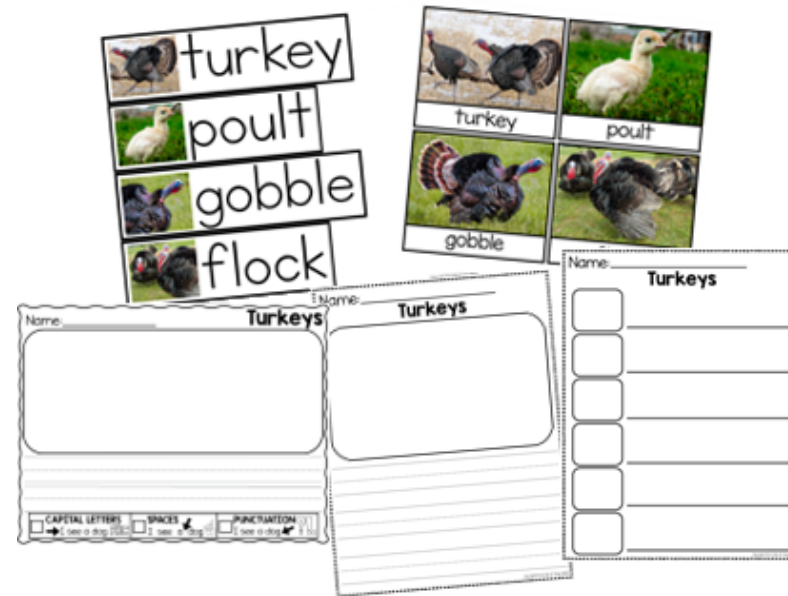 turkey
poult
gobble
flock
turkey
poult
gobble
Name:
Turkeys
Name:
Turkeys
Name:
Turkeys
CAPITAL LETTERS
I see a dog
SPACES
I see a dog
PUNCTUATION
I see a dog